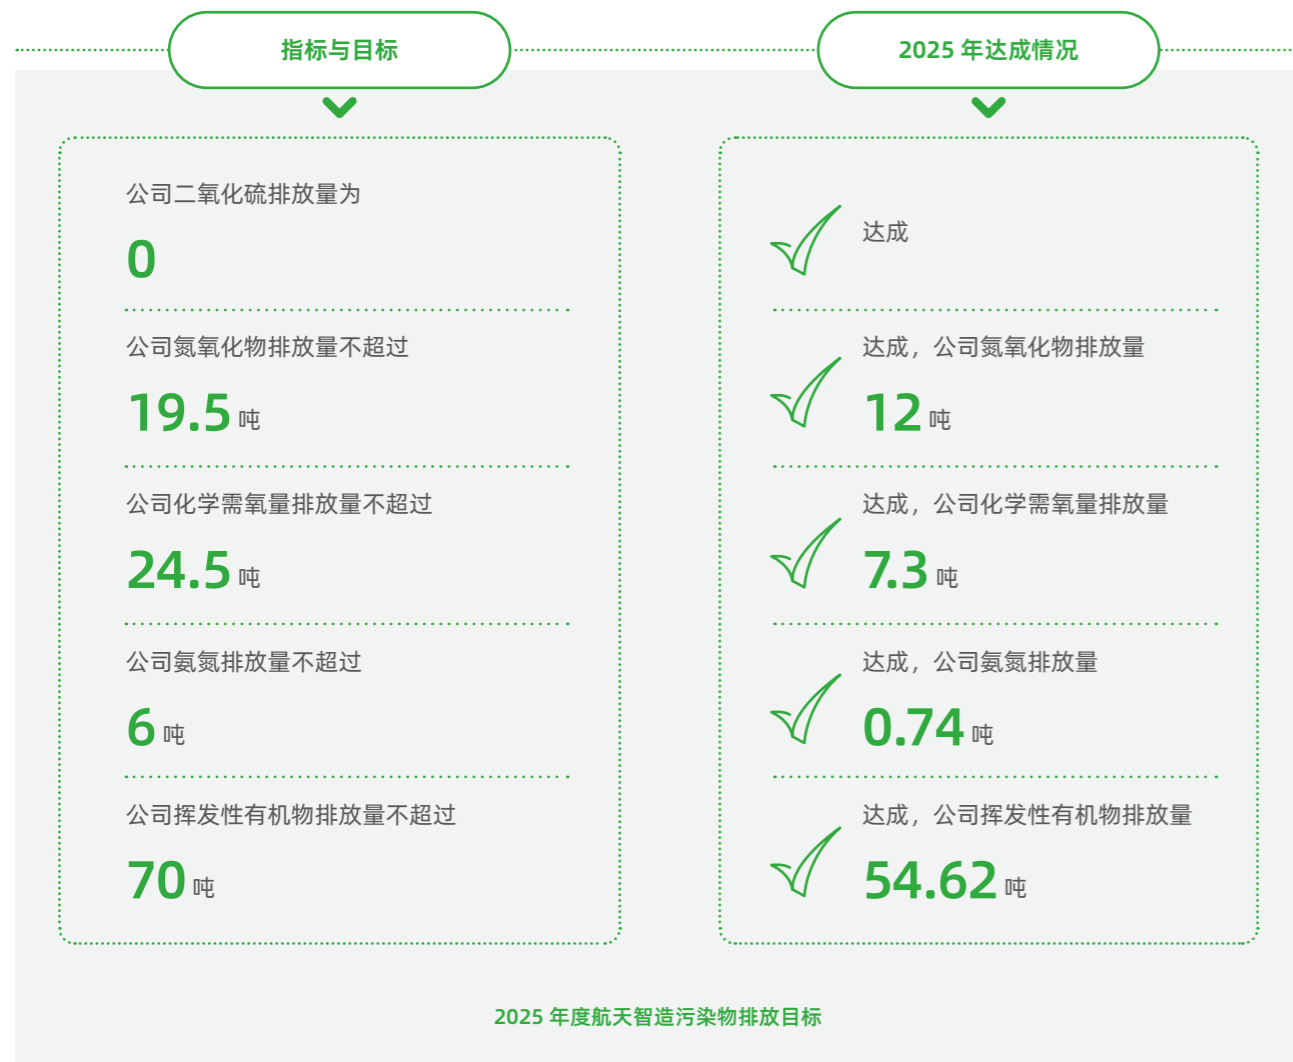 指标与目标
2025 年达成情况
公司二氧化硫排放量为
0
达成
公司氮氧化物排放量不超过
19.5 吨
达成，公司氮氧化物排放量
12 吨
公司化学需氧量排放量不超过
24.5 吨
达成，公司化学需氧量排放量
7.3 吨
公司氨氮排放量不超过
6 吨
达成，公司氨氮排放量
0.74 吨
公司挥发性有机物排放量不超过
70 吨
达成，公司挥发性有机物排放量
54.62 吨
2025 年度航天智造污染物排放目标